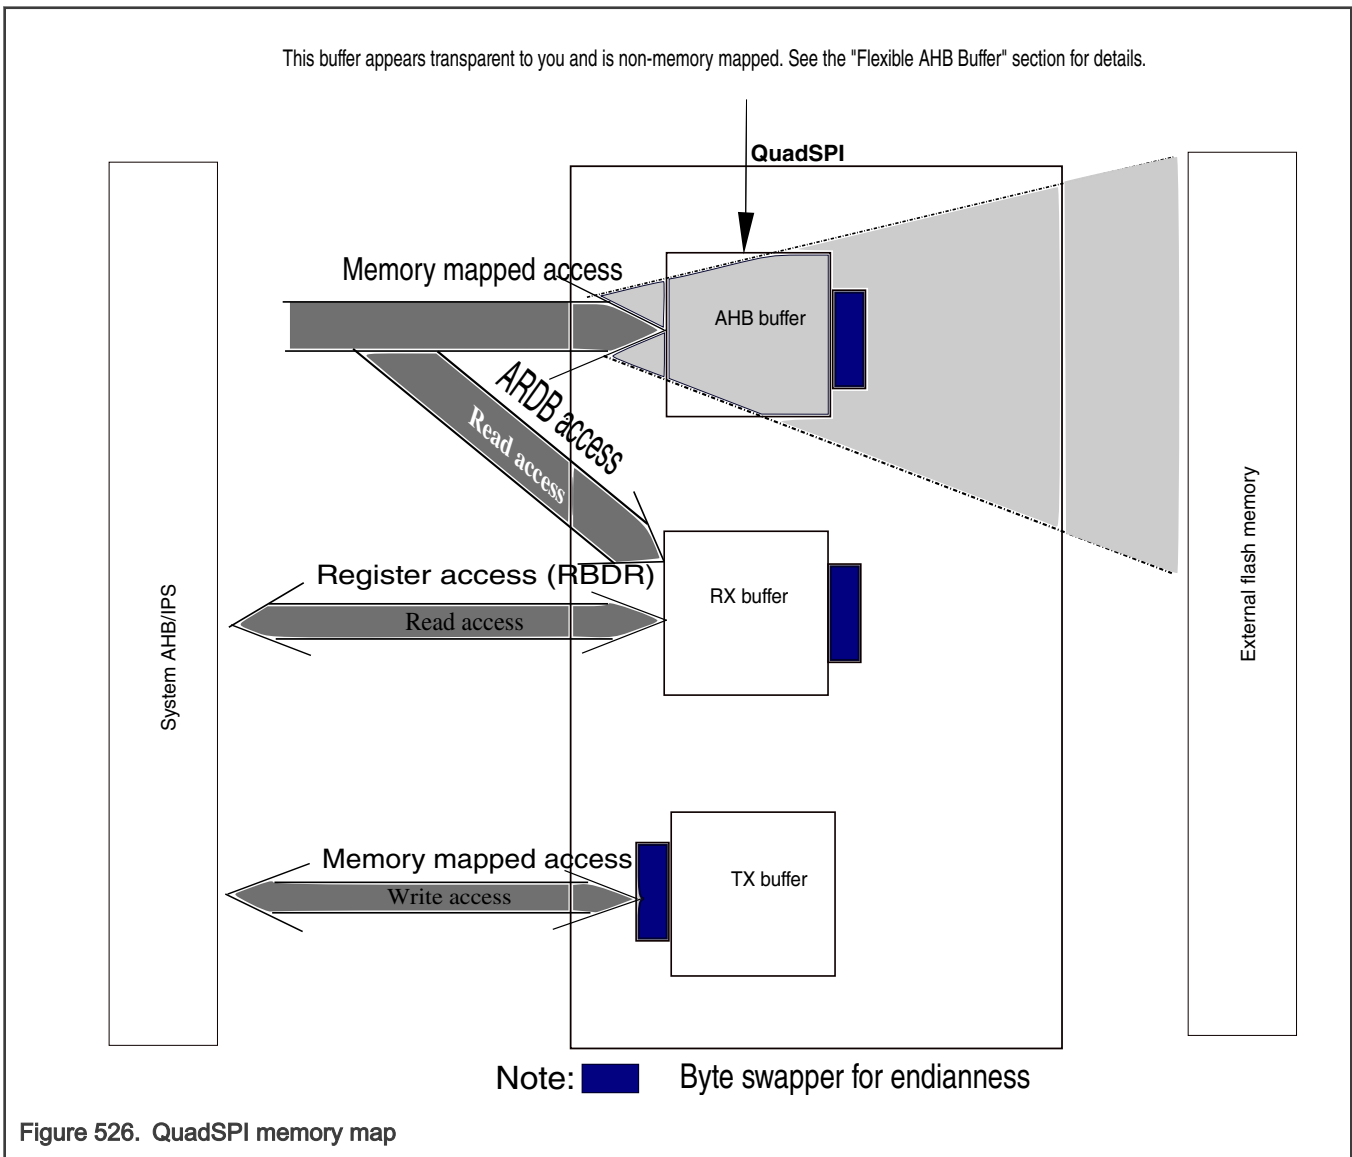 This buffer appears transparent to you and is non-memory mapped. See the "Flexible AHB Buffer" section for details.
QuadSPI
Memory mapped access
AHB buffer
ARDB access
Read access
Register access (RBDR)
Read access
RX buffer
System AHB/IPS
External flash memory
Memory mapped access
Write access
TX buffer
Note:
Byte swapper for endianness
Figure 526. QuadSPI memory map